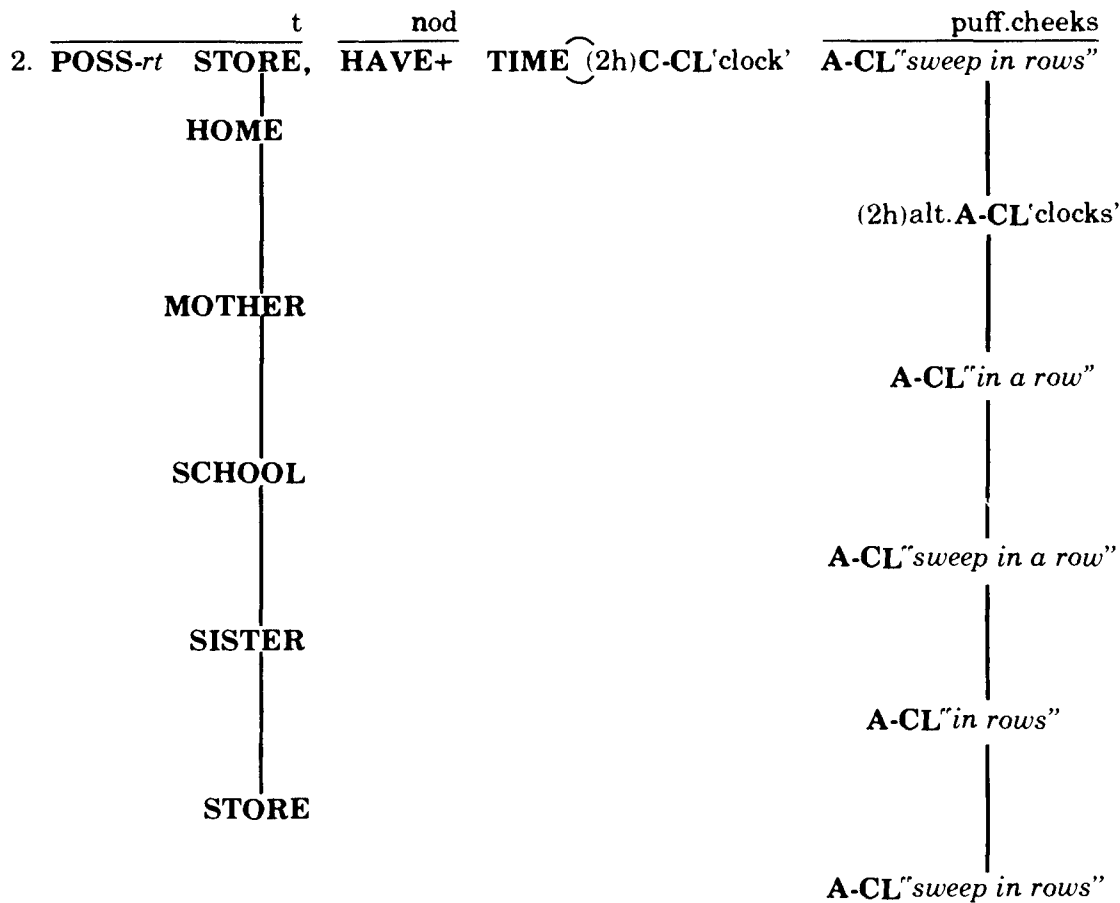 t nod puff.cheeks
2. POSS-rt STORE, HAVE+ TIME (2h)C-CL'clock' A-CL"sweep in rows"
HOME
(2h)alt.A-CL'clocks'
MOTHER
A-CL"in a row"
SCHOOL
A-CL"sweep in a row"
SISTER
A-CL"in rows"
STORE
A-CL"sweep in rows"